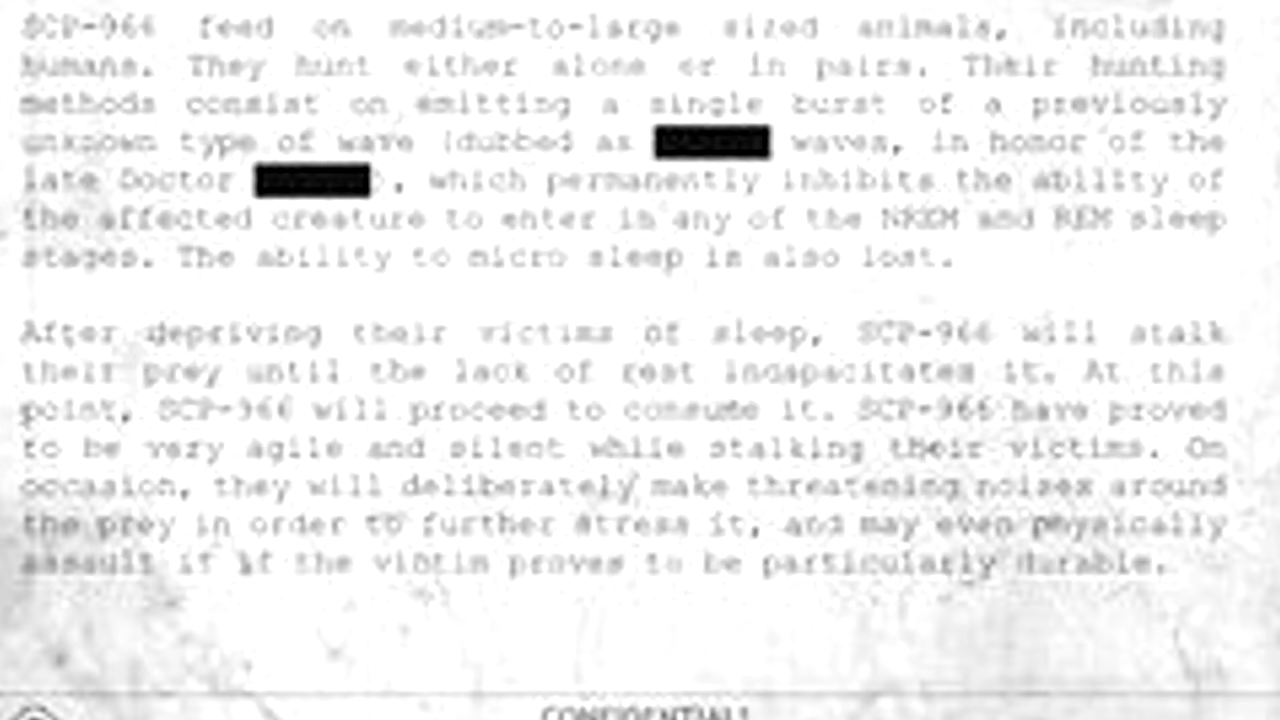 SCP-966 feed on medium-to-large sized animals, including
humans. They hunt either alone or in pairs. Their hunting
methods consist on emitting a single burst of a previously
unknown type of wave (dubbed as waves, in honor of the
late Doctor ), which permanently inhibits the ability of
the affected creature to enter in any of the NREM and REM sleep
stages. The ability to micro sleep is also lost.
After depriving their victims of sleep, SCP-966 will stalk
their prey until the lack of rest indapacitates it. At this
point, SCP-966 will proceed to consume it. SCP-966 have proved
to be very agile and silent while stalking their victims. On
occasion, they will deliberately make threatening noises around
the prey in order to further stress it, and may even physically
assault if if the victim proves to be particularly durable.
CONFIDENTIAL